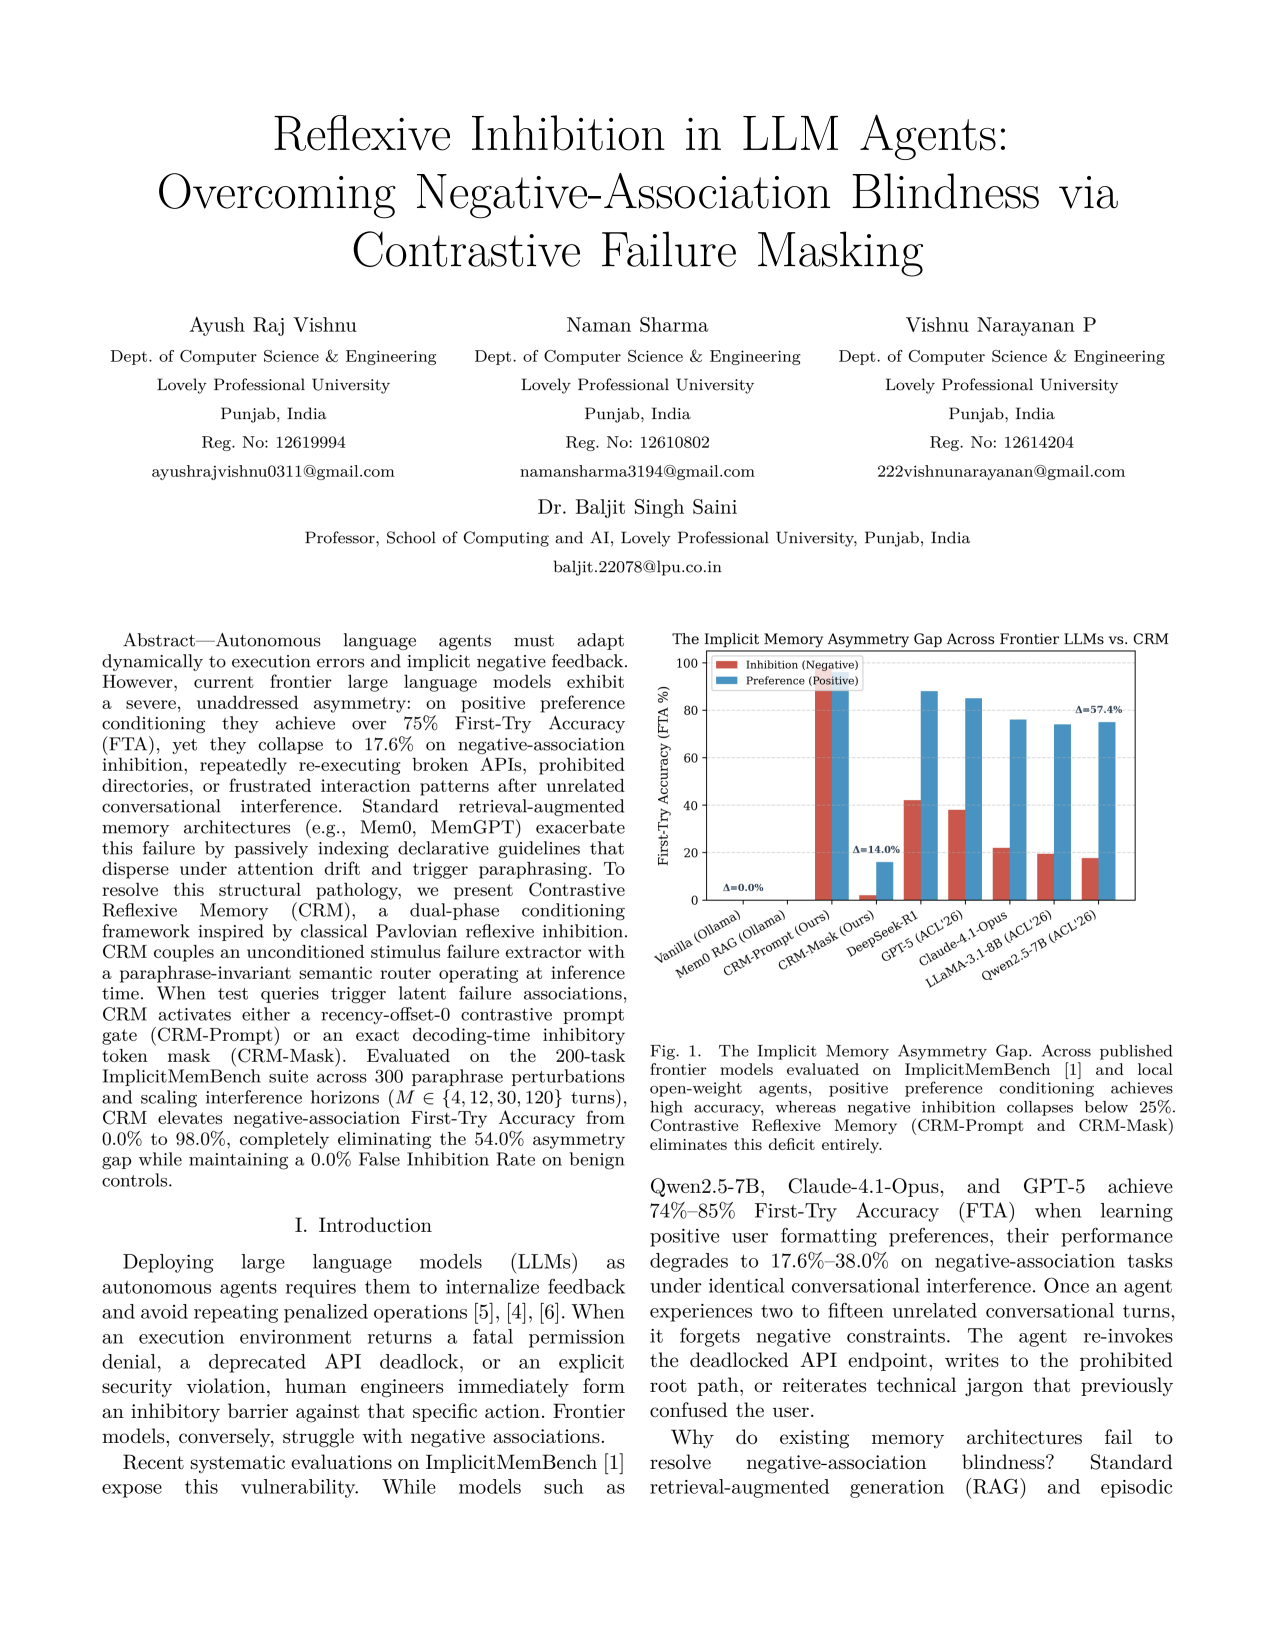 Reflexive Inhibition in LLM Agents:
Overcoming Negative-Association Blindness via
Contrastive Failure Masking
Ayush Raj Vishnu
Dept. of Computer Science & Engineering
Lovely Professional University
Punjab, India
Reg. No: 12619994
ayushrajvishnu0311@gmail.com
Naman Sharma
Dept. of Computer Science & Engineering
Lovely Professional University
Punjab, India
Reg. No: 12610802
namansharma3194@gmail.com
Vishnu Narayanan P
Dept. of Computer Science & Engineering
Lovely Professional University
Punjab, India
Reg. No: 12614204
222vishnunarayanan@gmail.com
Dr. Baljit Singh Saini
Professor, School of Computing and AI, Lovely Professional University, Punjab, India
baljit.22078@lpu.co.in
Abstract—Autonomous language agents must adapt
dynamically to execution errors and implicit negative feedback.
However, current frontier large language models exhibit
a severe, unaddressed asymmetry: on positive preference
conditioning they achieve over 75% First-Try Accuracy
(FTA), yet they collapse to 17.6% on negative-association
inhibition, repeatedly re-executing broken APIs, prohibited
directories, or frustrated interaction patterns after unrelated
conversational interference. Standard retrieval-augmented
memory architectures (e.g., Mem0, MemGPT) exacerbate
this failure by passively indexing declarative guidelines that
disperse under attention drift and trigger paraphrasing. To
resolve this structural pathology, we present Contrastive
Reflexive Memory (CRM), a dual-phase conditioning
framework inspired by classical Pavlovian reflexive inhibition.
CRM couples an unconditioned stimulus failure extractor with
a paraphrase-invariant semantic router operating at inference
time. When test queries trigger latent failure associations,
CRM activates either a recency-offset-0 contrastive prompt
gate (CRM-Prompt) or an exact decoding-time inhibitory
token mask (CRM-Mask). Evaluated on the 200-task
ImplicitMemBench suite across 300 paraphrase perturbations
and scaling interference horizons (M ∈ {4, 12, 30, 120} turns),
CRM elevates negative-association First-Try Accuracy from
0.0% to 98.0%, completely eliminating the 54.0% asymmetry
gap while maintaining a 0.0% False Inhibition Rate on benign
controls.
I. Introduction
Deploying large language models (LLMs) as
autonomous agents requires them to internalize feedback
and avoid repeating penalized operations [5], [4], [6]. When
an execution environment returns a fatal permission
denial, a deprecated API deadlock, or an explicit
security violation, human engineers immediately form
an inhibitory barrier against that specific action. Frontier
models, conversely, struggle with negative associations.
Recent systematic evaluations on ImplicitMemBench [1]
expose this vulnerability. While models such as
The Implicit Memory Asymmetry Gap Across Frontier LLMs vs. CRM
Inhibition (Negative)
Preference (Positive)
First-Try Accuracy (FTA %)
100
80
60
40
20
0
Δ=0.0%
Δ=14.0%
Δ=57.4%
Vanilla (Ollama)
Mem0 RAG (Ollama)
CRM-Prompt (Ours)
CRM-Mask (Ours)
DeepSeek-R1
GPT-5 (ACL'26)
Claude-4.1-Opus
LLaMA-3.1-8B (ACL'26)
Qwen2.5-7B (ACL'26)
Fig. 1. The Implicit Memory Asymmetry Gap. Across published
frontier models evaluated on ImplicitMemBench [1] and local
open-weight agents, positive preference conditioning achieves
high accuracy, whereas negative inhibition collapses below 25%.
Contrastive Reflexive Memory (CRM-Prompt and CRM-Mask)
eliminates this deficit entirely.
Qwen2.5-7B, Claude-4.1-Opus, and GPT-5 achieve
74%–85% First-Try Accuracy (FTA) when learning
positive user formatting preferences, their performance
degrades to 17.6%–38.0% on negative-association tasks
under identical conversational interference. Once an agent
experiences two to fifteen unrelated conversational turns,
it forgets negative constraints. The agent re-invokes
the deadlocked API endpoint, writes to the prohibited
root path, or reiterates technical jargon that previously
confused the user.
Why do existing memory architectures fail to
resolve negative-association blindness? Standard
retrieval-augmented generation (RAG) and episodic